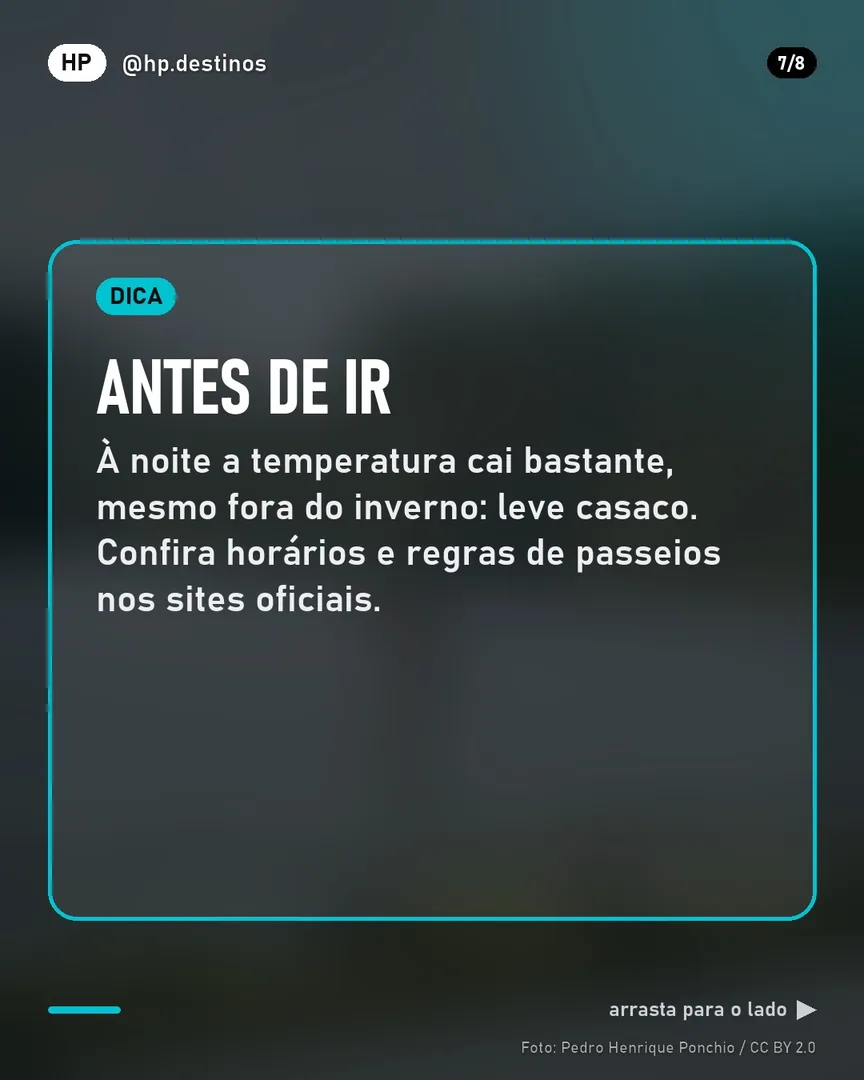 HP @hp.destinos
7/8
DICA
ANTES DE IR
À noite a temperatura cai bastante,
mesmo fora do inverno: leve casaco.
Confira horários e regras de passeios
nos sites oficiais.
arrasta para o lado ▶
Foto: Pedro Henrique Ponchio / CC BY 2.0